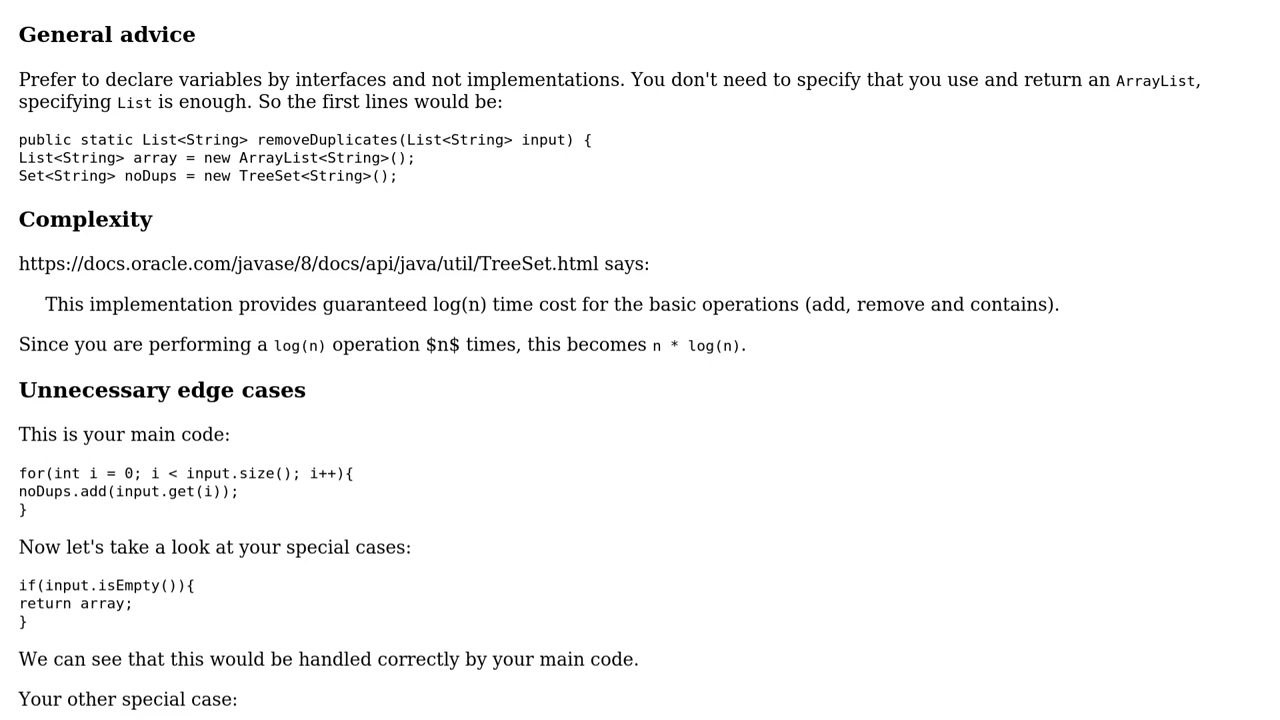 General advice
Prefer to declare variables by interfaces and not implementations. You don't need to specify that you use and return an ArrayList,
specifying List is enough. So the first lines would be:
public static List<String> removeDuplicates(List<String> input) {
List<String> array = new ArrayList<String>();
Set<String> noDups = new TreeSet<String>();
Complexity
https://docs.oracle.com/javase/8/docs/api/java/util/TreeSet.html says:
This implementation provides guaranteed log(n) time cost for the basic operations (add, remove and contains).
Since you are performing a log(n) operation $n$ times, this becomes n * log(n).
Unnecessary edge cases
This is your main code:
for(int i = 0; i < input.size(); i++){
noDups.add(input.get(i));
}
Now let's take a look at your special cases:
if(input.isEmpty()){
return array;
}
We can see that this would be handled correctly by your main code.
Your other special case: